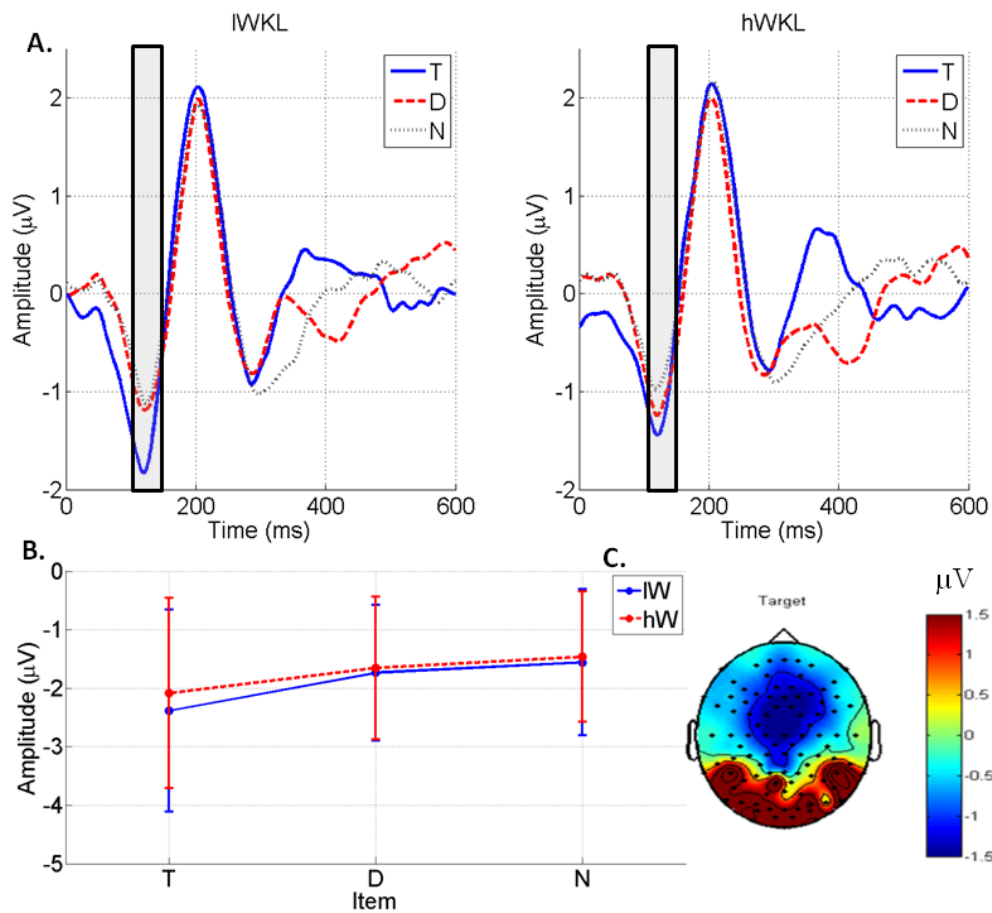 A.
lWKL
hWKL
Amplitude (μV)
2
1
0
-1
-2
0
200
400
600
Time (ms)
T
D
N
Amplitude (μV)
2
1
0
-1
-2
0
200
400
600
Time (ms)
T
D
N
B.
Amplitude (μV)
0
-1
-2
-3
-4
-5
T
D
N
Item
lW
hW
C.
μV
Target
1.5
1
0.5
0
-0.5
-1
-1.5